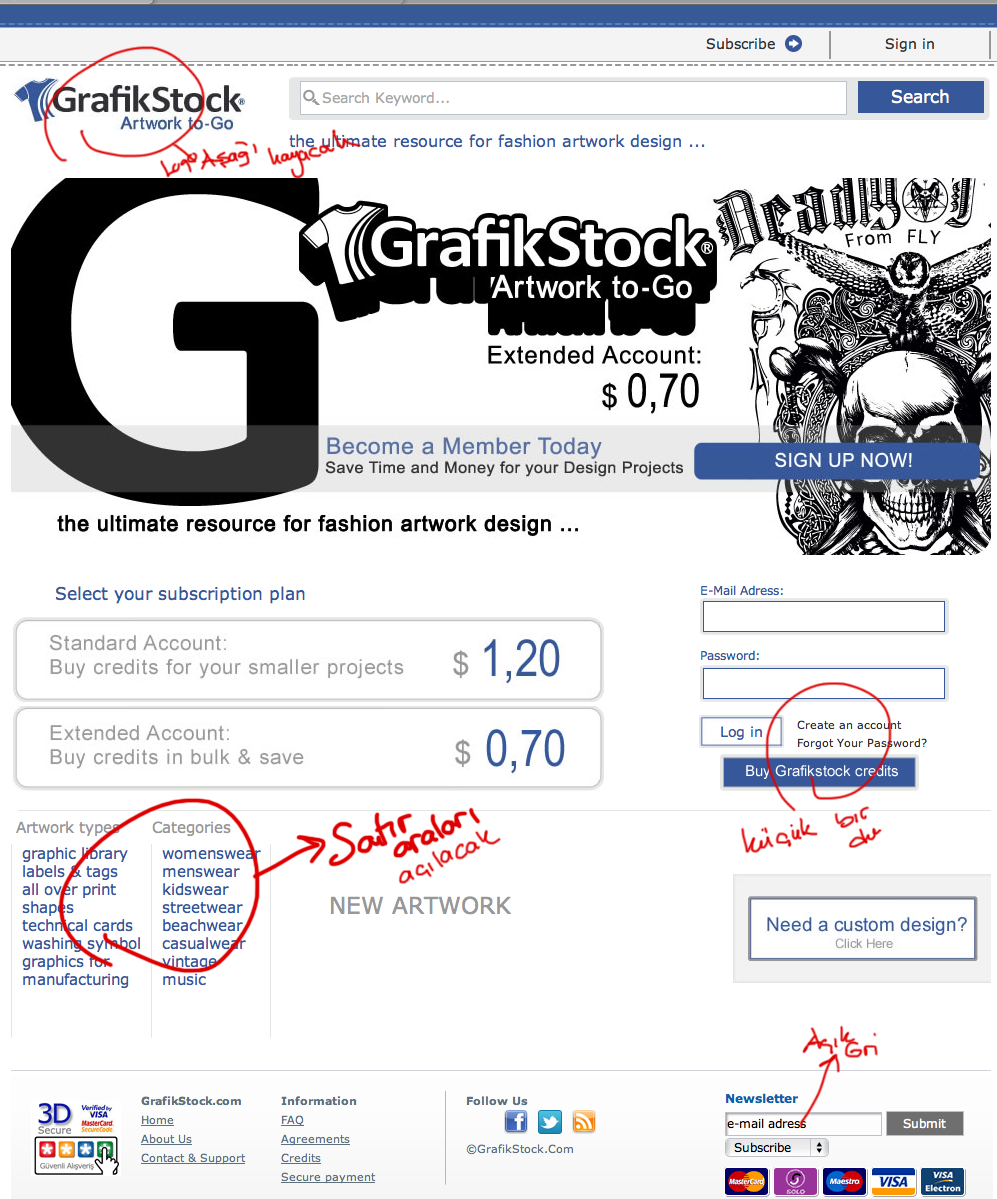 Subscribe
Sign in
GrafikStock®
Artwork to-Go
Search Keyword...
Search
the ultimate resource for fashion artwork design ...
Logo Aşağı kayacak
Deadly
From FLY
GrafikStock®
Artwork to-Go
Extended Account:
$ 0,70
G
Become a Member Today
Save Time and Money for your Design Projects
SIGN UP NOW!
the ultimate resource for fashion artwork design ...
Select your subscription plan
Standard Account:
Buy credits for your smaller projects
$ 1,20
Extended Account:
Buy credits in bulk & save
$ 0,70
E-Mail Adress:
Password:
Log in
Create an account
Forgot Your Password?
Buy Grafikstock credits
küçük bir
Artwork types
graphic library
labels & tags
all over print
shapes
technical cards
washing symbol
graphics for
manufacturing
Categories
womenswear
menswear
kidswear
streetwear
beachwear
casualwear
vintage
music
Satır
araları
açılacak
NEW ARTWORK
Need a custom design?
Click Here
Açık
Gri
3D
Secure
Verified by
VISA
MasterCard
SecureCode
Güvenli Alışveriş
GrafikStock.com
Home
About Us
Contact & Support
Information
FAQ
Agreements
Credits
Secure payment
Follow Us
©GrafikStock.Com
Newsletter
e-mail adress
Submit
Subscribe
MasterCard
SOLO
Maestro
VISA
VISA
Electron